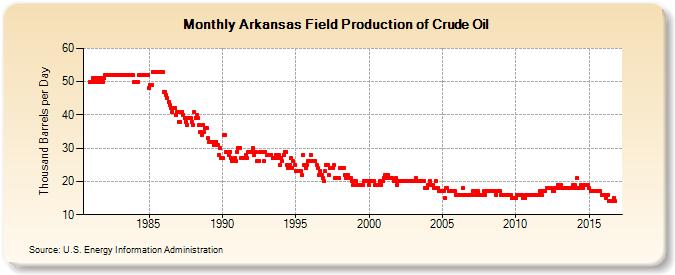 Monthly Arkansas Field Production of Crude Oil
Thousand Barrels per Day
60
50
40
30
20
10
1985 1990 1995 2000 2005 2010 2015
Source: U.S. Energy Information Administration